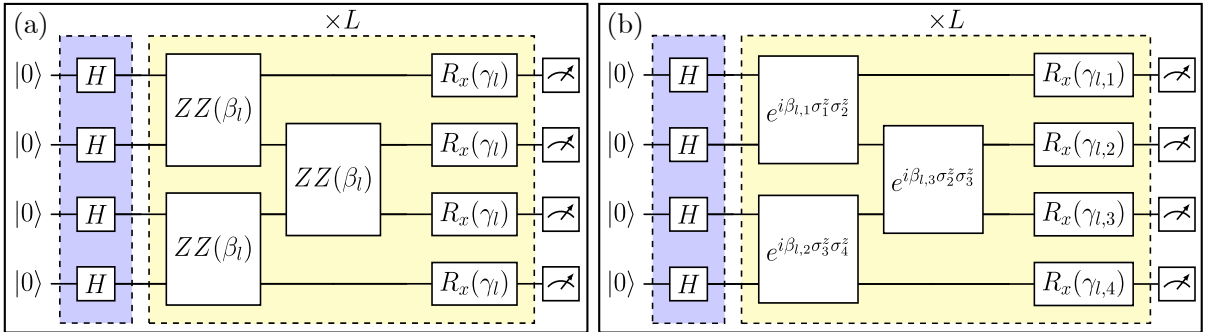 (a) ×L
|0⟩ H ZZ(β_l) R_x(γ_l)
|0⟩ H ZZ(β_l) R_x(γ_l)
|0⟩ H ZZ(β_l) R_x(γ_l)
|0⟩ H R_x(γ_l)
(b) ×L
|0⟩ H e^{iβ_{l,1}σ_1^zσ_2^z} R_x(γ_{l,1})
|0⟩ H e^{iβ_{l,3}σ_2^zσ_3^z} R_x(γ_{l,2})
|0⟩ H e^{iβ_{l,2}σ_3^zσ_4^z} R_x(γ_{l,3})
|0⟩ H R_x(γ_{l,4})